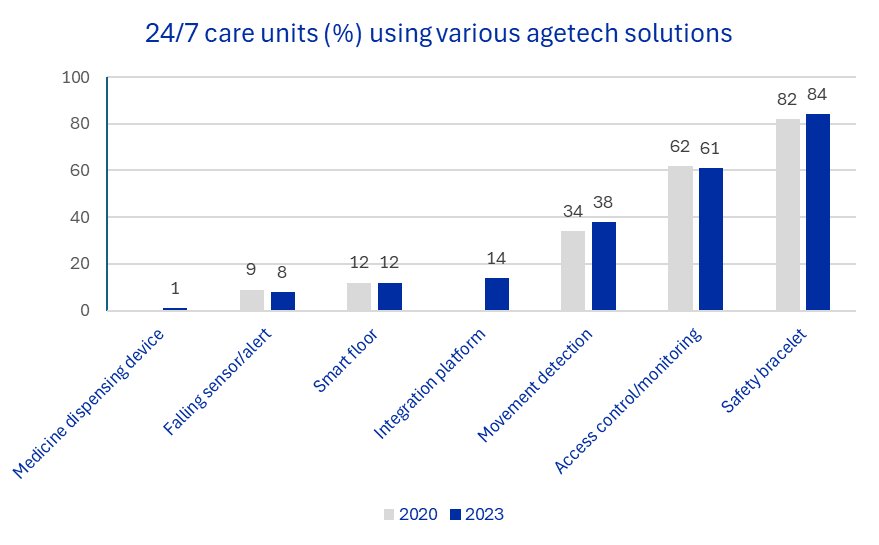 24/7 care units (%) using various agetech solutions
100
80
60
40
20
0
1
9 8
12 12
14
34 38
62 61
82 84
Medicine dispensing device
Falling sensor/alert
Smart floor
Integration platform
Movement detection
Access control/monitoring
Safety bracelet
2020 2023